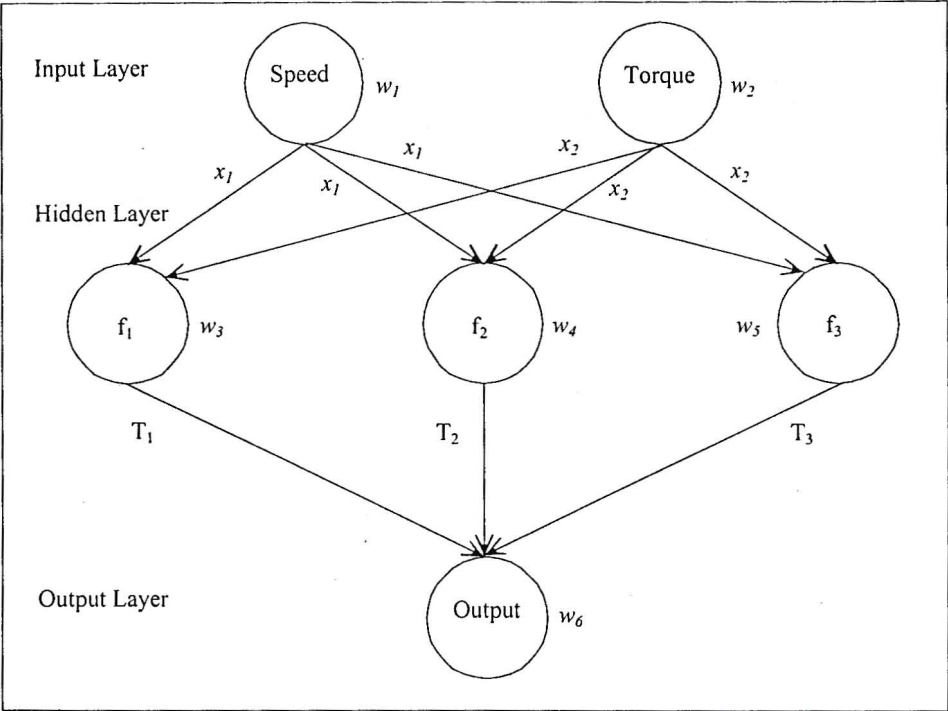 Input Layer
Speed
w₁
Torque
w₂
x₁
x₁
x₁
x₂
x₂
x₂
Hidden Layer
f₁
w₃
f₂
w₄
w₅
f₃
T₁
T₂
T₃
Output Layer
Output
w₆